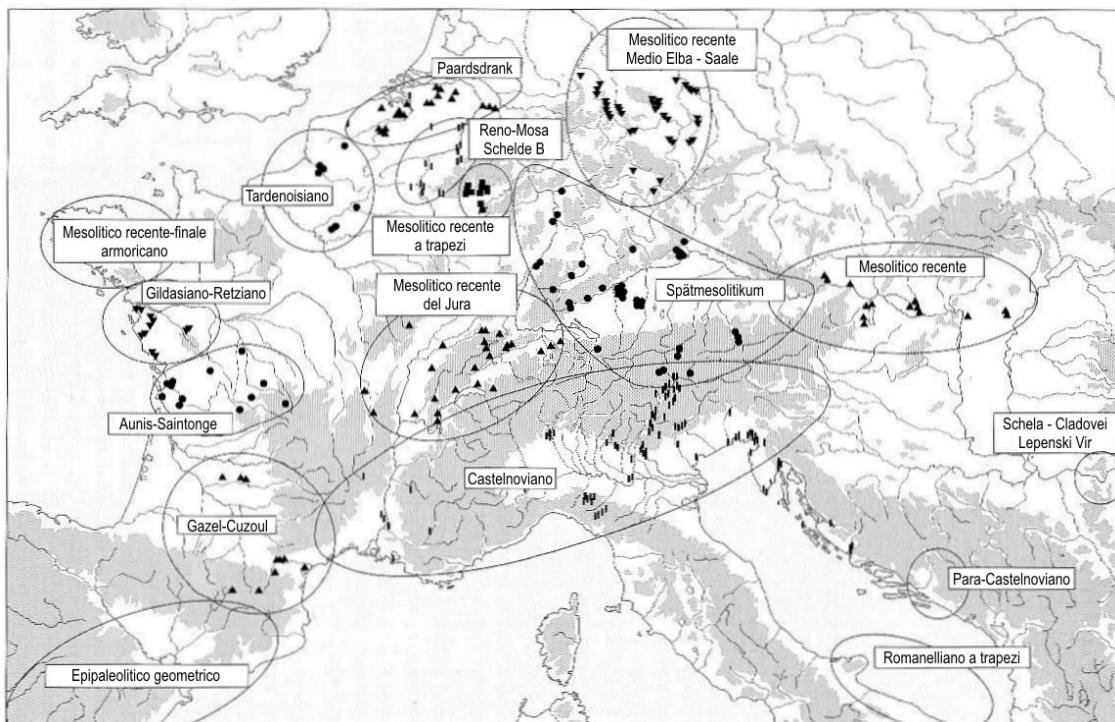 Mesolitico recente
Medio Elba - Saale
Paardsdrank
Reno-Mosa
Schelde B
Tardenoisiano
Mesolitico recente-finale
armoricano
Mesolitico recente
a trapezi
Mesolitico recente
Gildasiano-Retziano
Mesolitico recente
del Jura
Spätmesolitikum
Aunis-Saintonge
Schela - Cladovei
Lepenski Vir
Castelnoviano
Gazel-Cuzoul
Para-Castelnoviano
Epipaleolitico geometrico
Romanelliano a trapezi